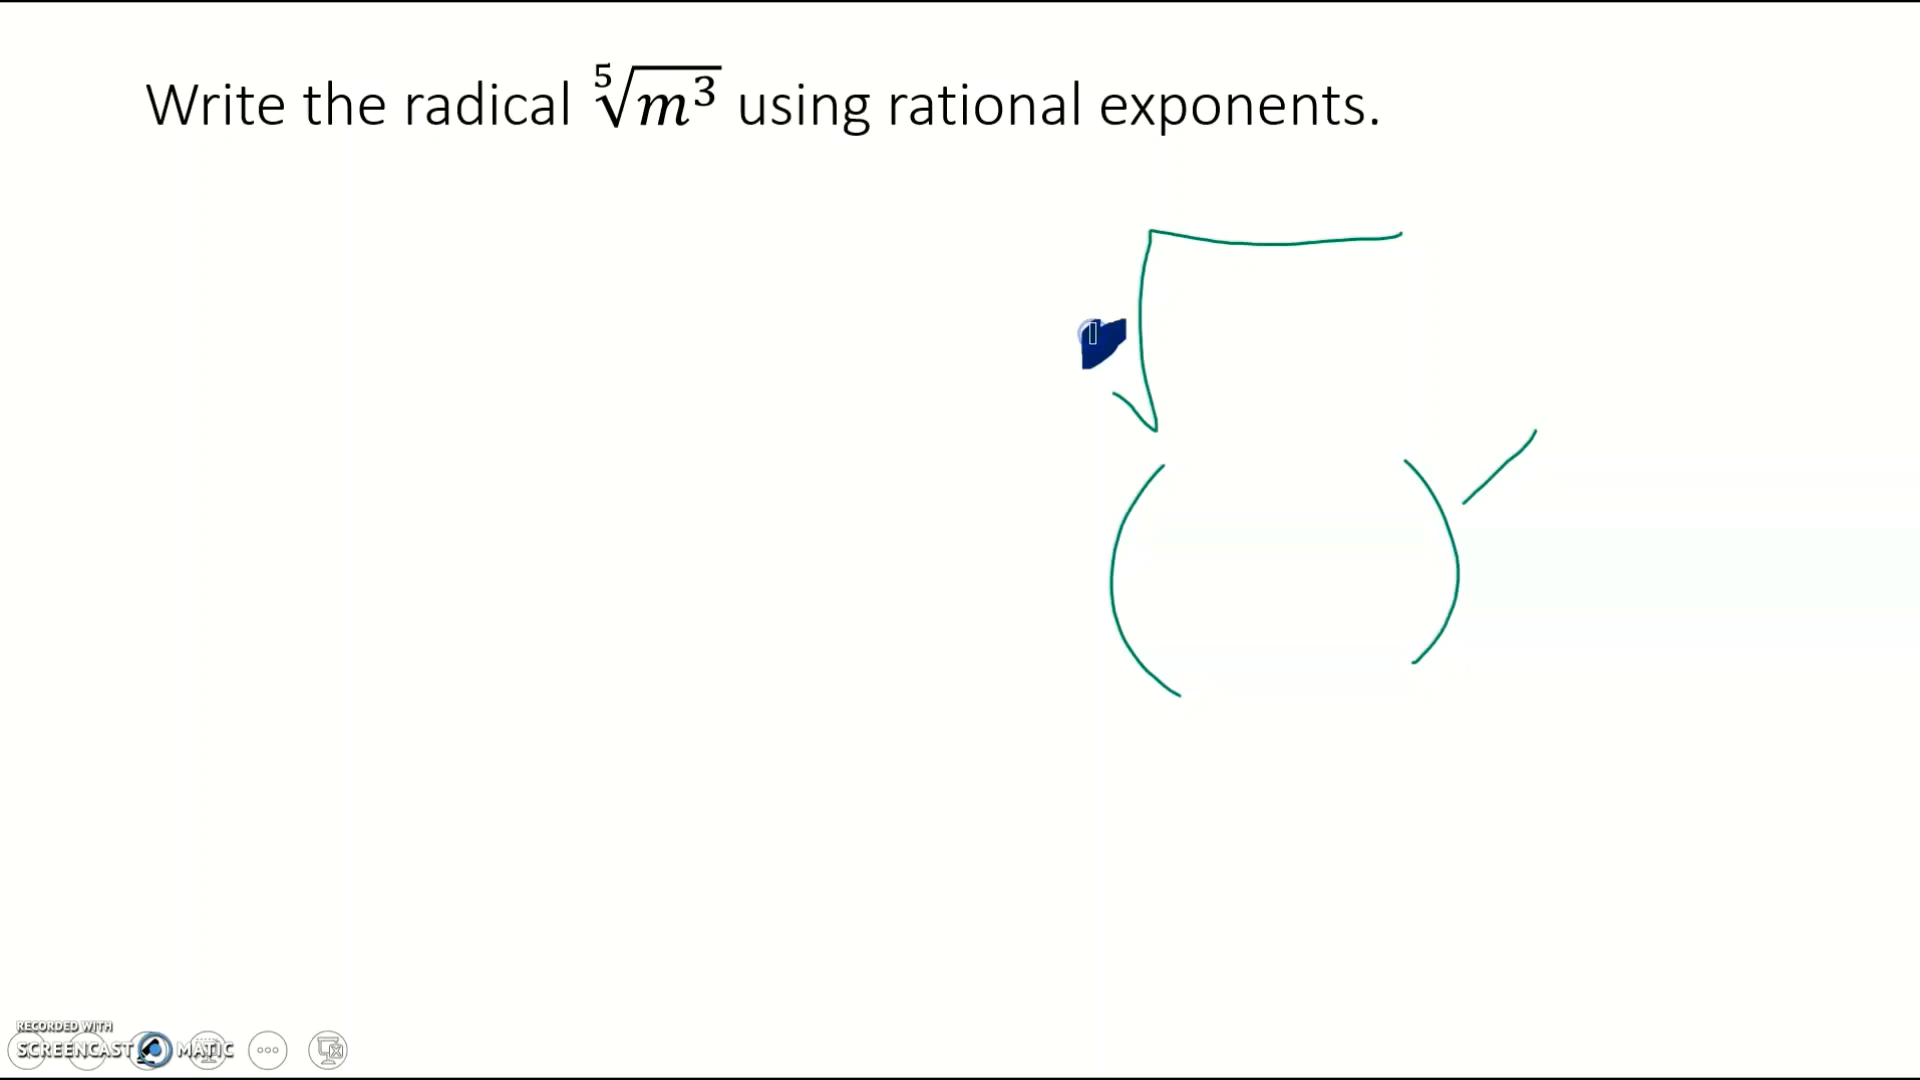 Write the radical ⁵√m³ using rational exponents.
RECORDED WITH
SCREENCAST MATIC